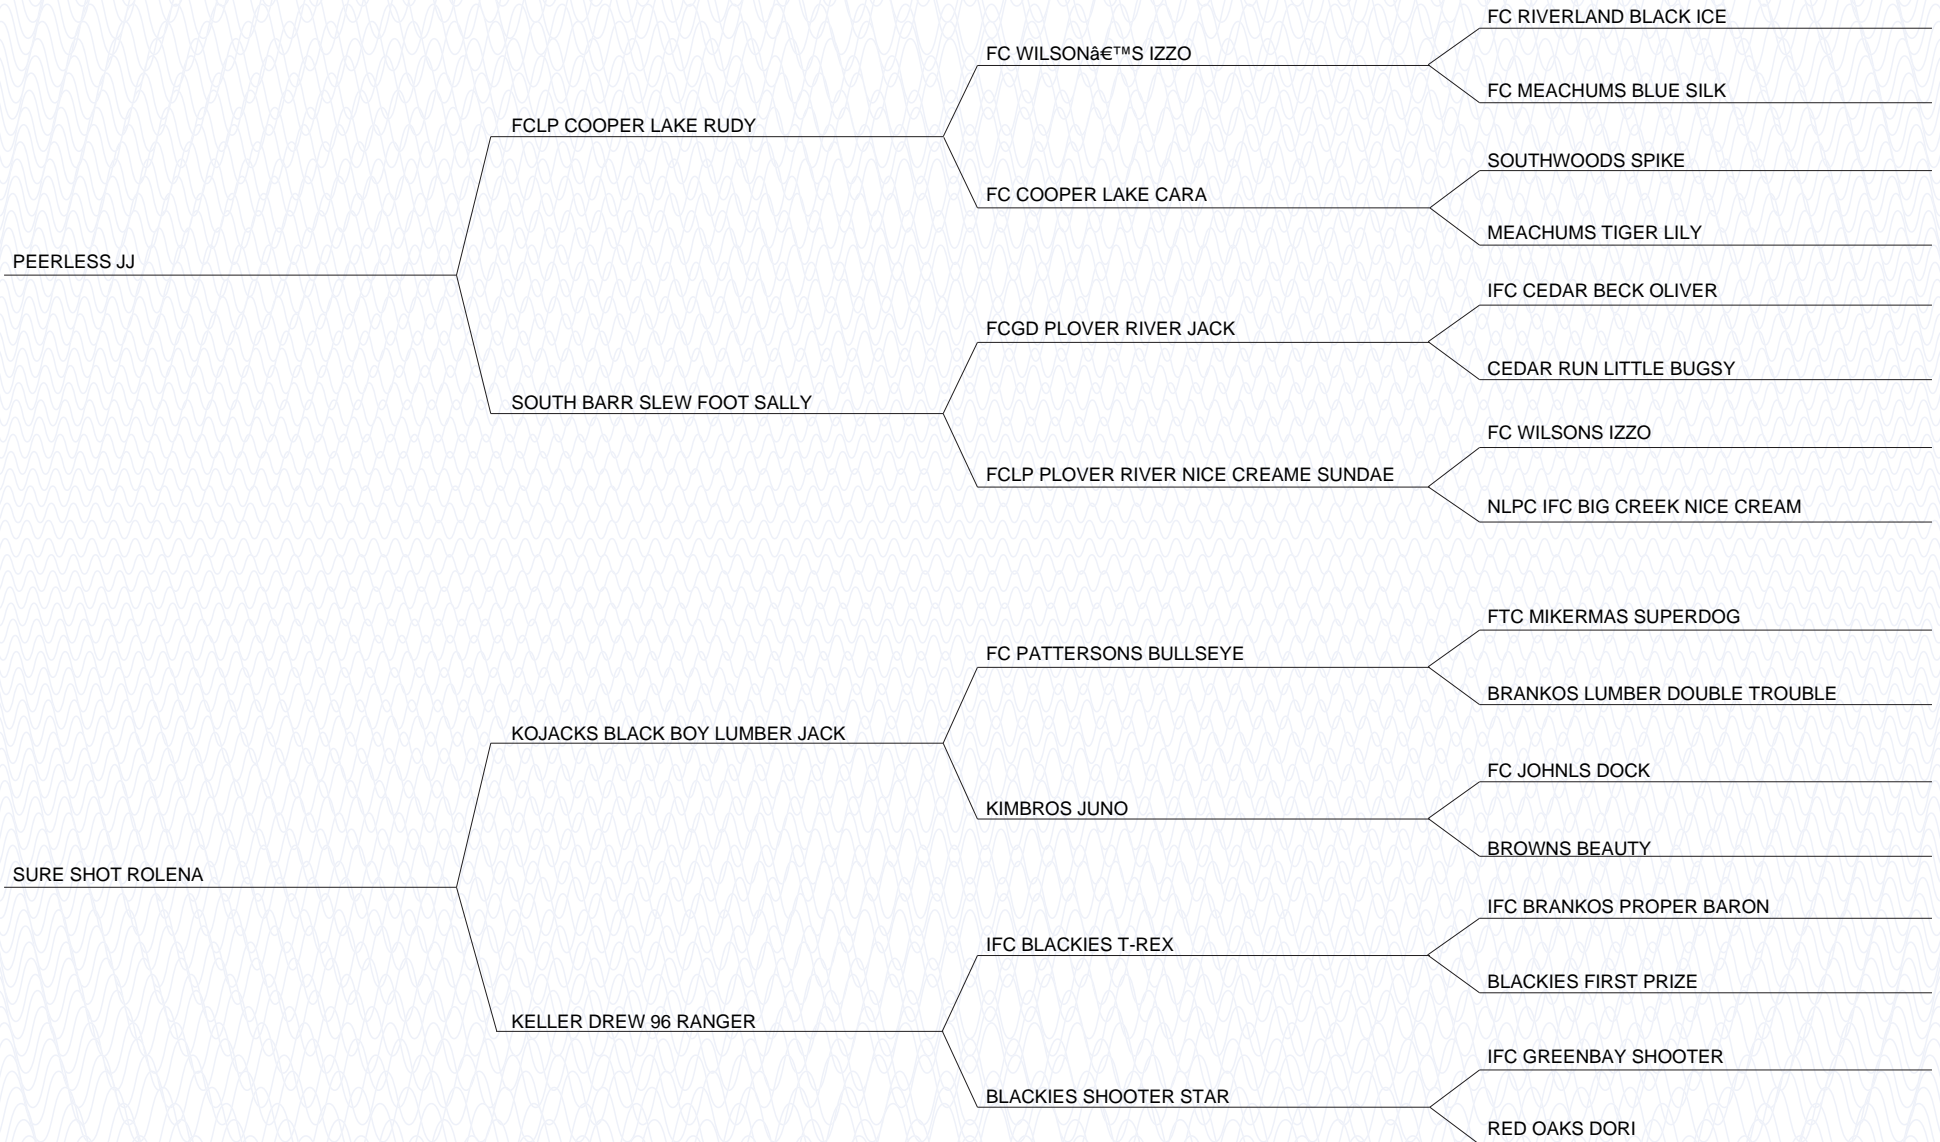 FC RIVERLAND BLACK ICE
FC WILSONâ€™S IZZO
FC MEACHUMS BLUE SILK
FCLP COOPER LAKE RUDY
SOUTHWOODS SPIKE
FC COOPER LAKE CARA
MEACHUMS TIGER LILY
PEERLESS JJ
IFC CEDAR BECK OLIVER
FCGD PLOVER RIVER JACK
CEDAR RUN LITTLE BUGSY
SOUTH BARR SLEW FOOT SALLY
FC WILSONS IZZO
FCLP PLOVER RIVER NICE CREAME SUNDAE
NLPC IFC BIG CREEK NICE CREAM
FTC MIKERMAS SUPERDOG
FC PATTERSONS BULLSEYE
BRANKOS LUMBER DOUBLE TROUBLE
KOJACKS BLACK BOY LUMBER JACK
FC JOHNLS DOCK
KIMBROS JUNO
BROWNS BEAUTY
SURE SHOT ROLENA
IFC BRANKOS PROPER BARON
IFC BLACKIES T-REX
BLACKIES FIRST PRIZE
KELLER DREW 96 RANGER
IFC GREENBAY SHOOTER
BLACKIES SHOOTER STAR
RED OAKS DORI